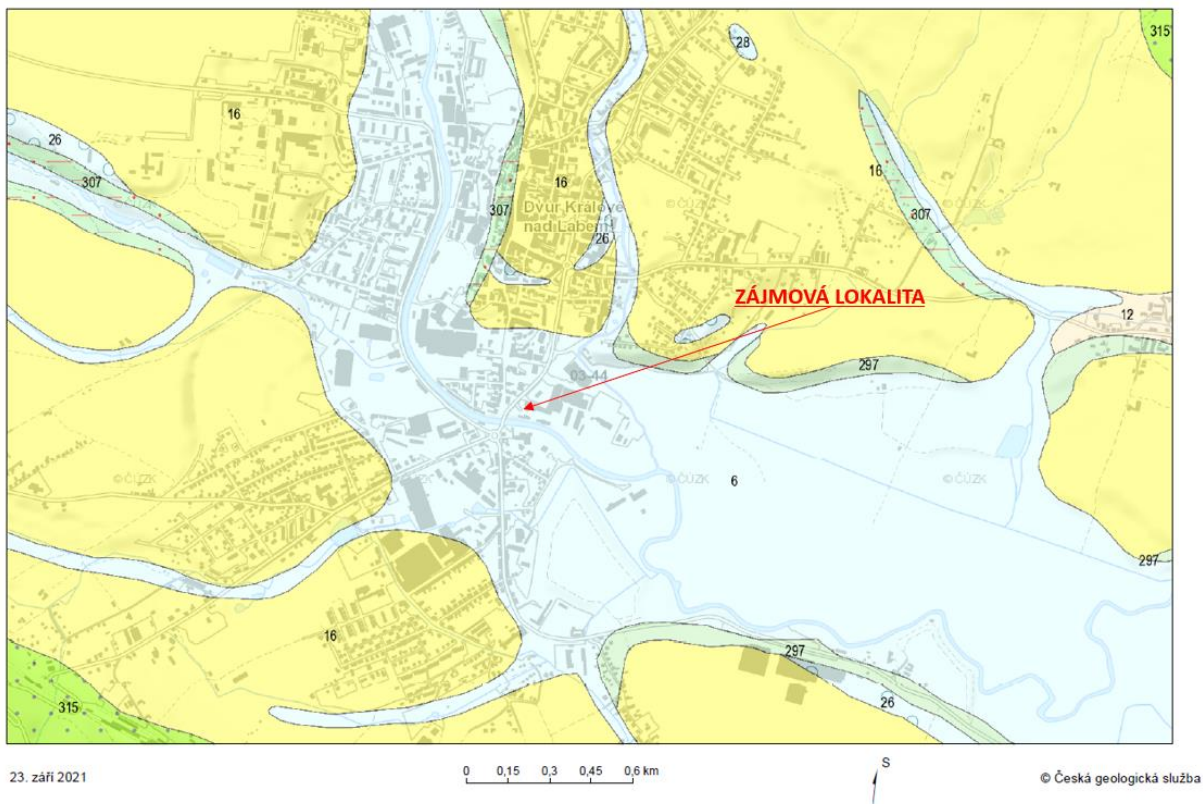 315
28
16
26
16
307
16
307
307
Dvůr Králové
nad Labem
©ČÚZK
©ČÚZK
26
ZÁJMOVÁ LOKALITA
12
297
03-44
©ČÚZK
©ČÚZK
©ČÚZK
6
297
16
297
26
315
23. září 2021
0 0,15 0,3 0,45 0,6 km
S
© Česká geologická služba